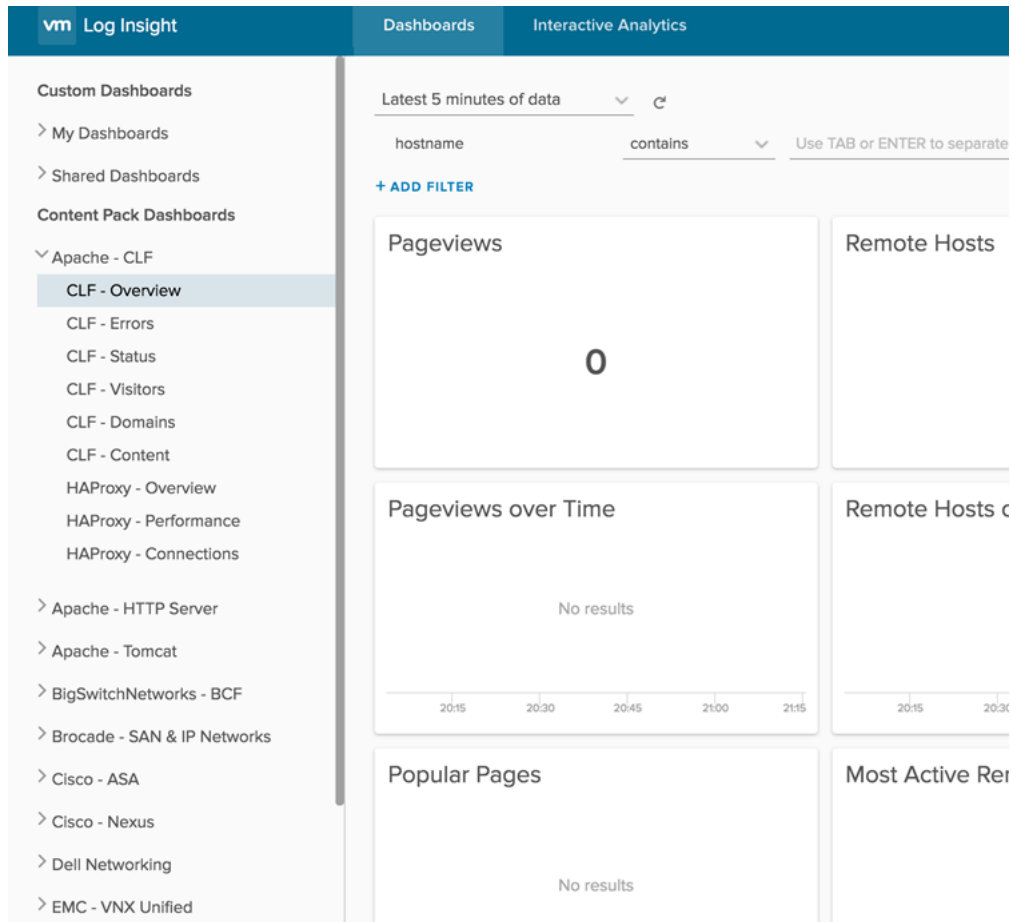 vm Log Insight
Dashboards
Interactive Analytics
Custom Dashboards
My Dashboards
Shared Dashboards
Content Pack Dashboards
Apache - CLF
CLF - Overview
CLF - Errors
CLF - Status
CLF - Visitors
CLF - Domains
CLF - Content
HAProxy - Overview
HAProxy - Performance
HAProxy - Connections
Apache - HTTP Server
Apache - Tomcat
BigSwitchNetworks - BCF
Brocade - SAN & IP Networks
Cisco - ASA
Cisco - Nexus
Dell Networking
EMC - VNX Unified
Latest 5 minutes of data
hostname contains Use TAB or ENTER to separate
+ ADD FILTER
Pageviews
0
Remote Hosts
Pageviews over Time
No results
20:15 20:30 20:45 21:00 21:15
Remote Hosts
20:15 20:30
Popular Pages
No results
Most Active